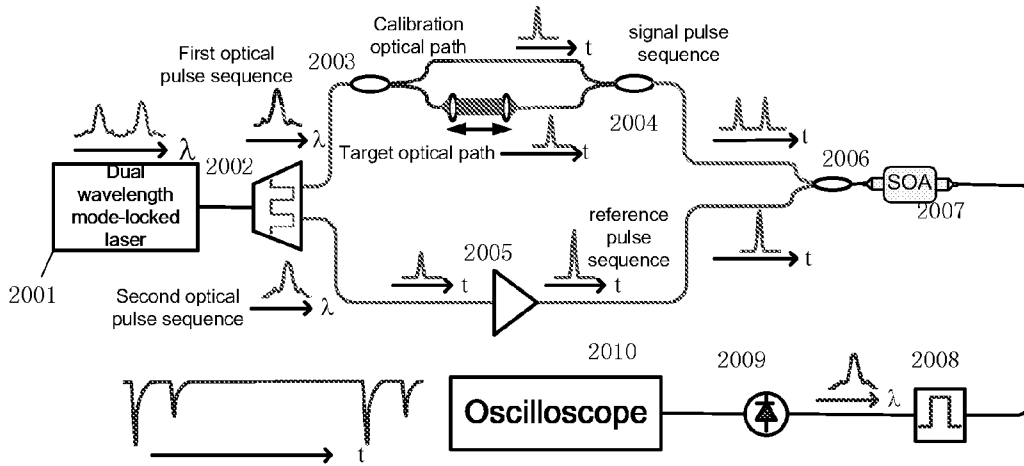 Calibration
optical path
t
signal pulse
sequence
First optical
pulse sequence
2003
λ
λ
2002
2004
t
Target optical path
t
2006
SOA
2007
Dual
wavelength
mode-locked
laser
reference
pulse
sequence
2001
2005
t
t
t
Second optical
pulse sequence
λ
2010
2009
2008
λ
Oscilloscope
t